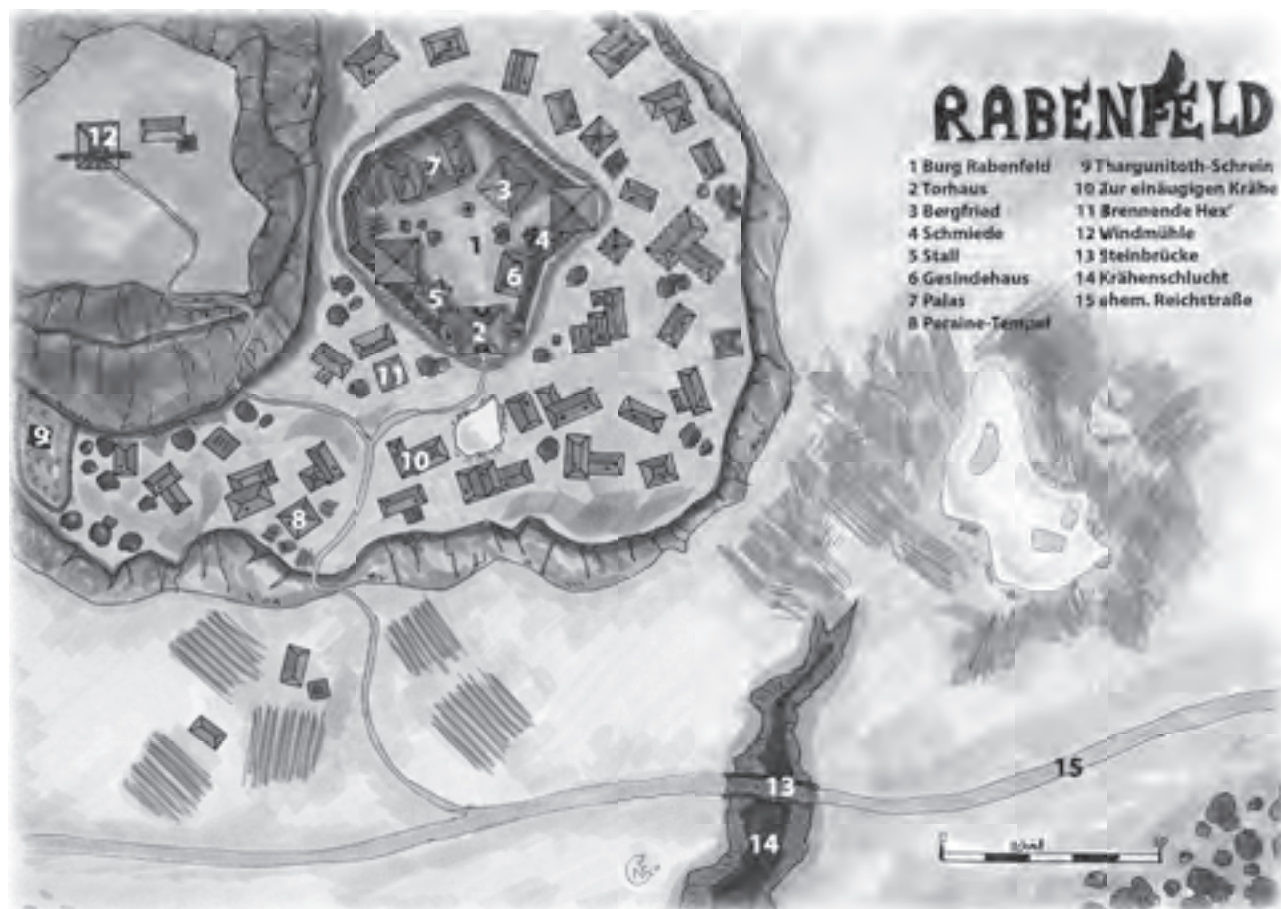 RABENFELD
1 Burg Rabenfeld
2 Torhaus
3 Bergfried
4 Schmiede
5 Stall
6 Gesindehaus
7 Palas
8 Peraine-Tempel
9 Thargunitoth-Schrein
10 Zur einäugigen Krähe
11 Brennende Hex'
12 Windmühle
13 Steinbrücke
14 Krähenschlucht
15 ehem. Reichstraße
12
7
3
1
4
6
5
2
11
9
10
8
15
13
14